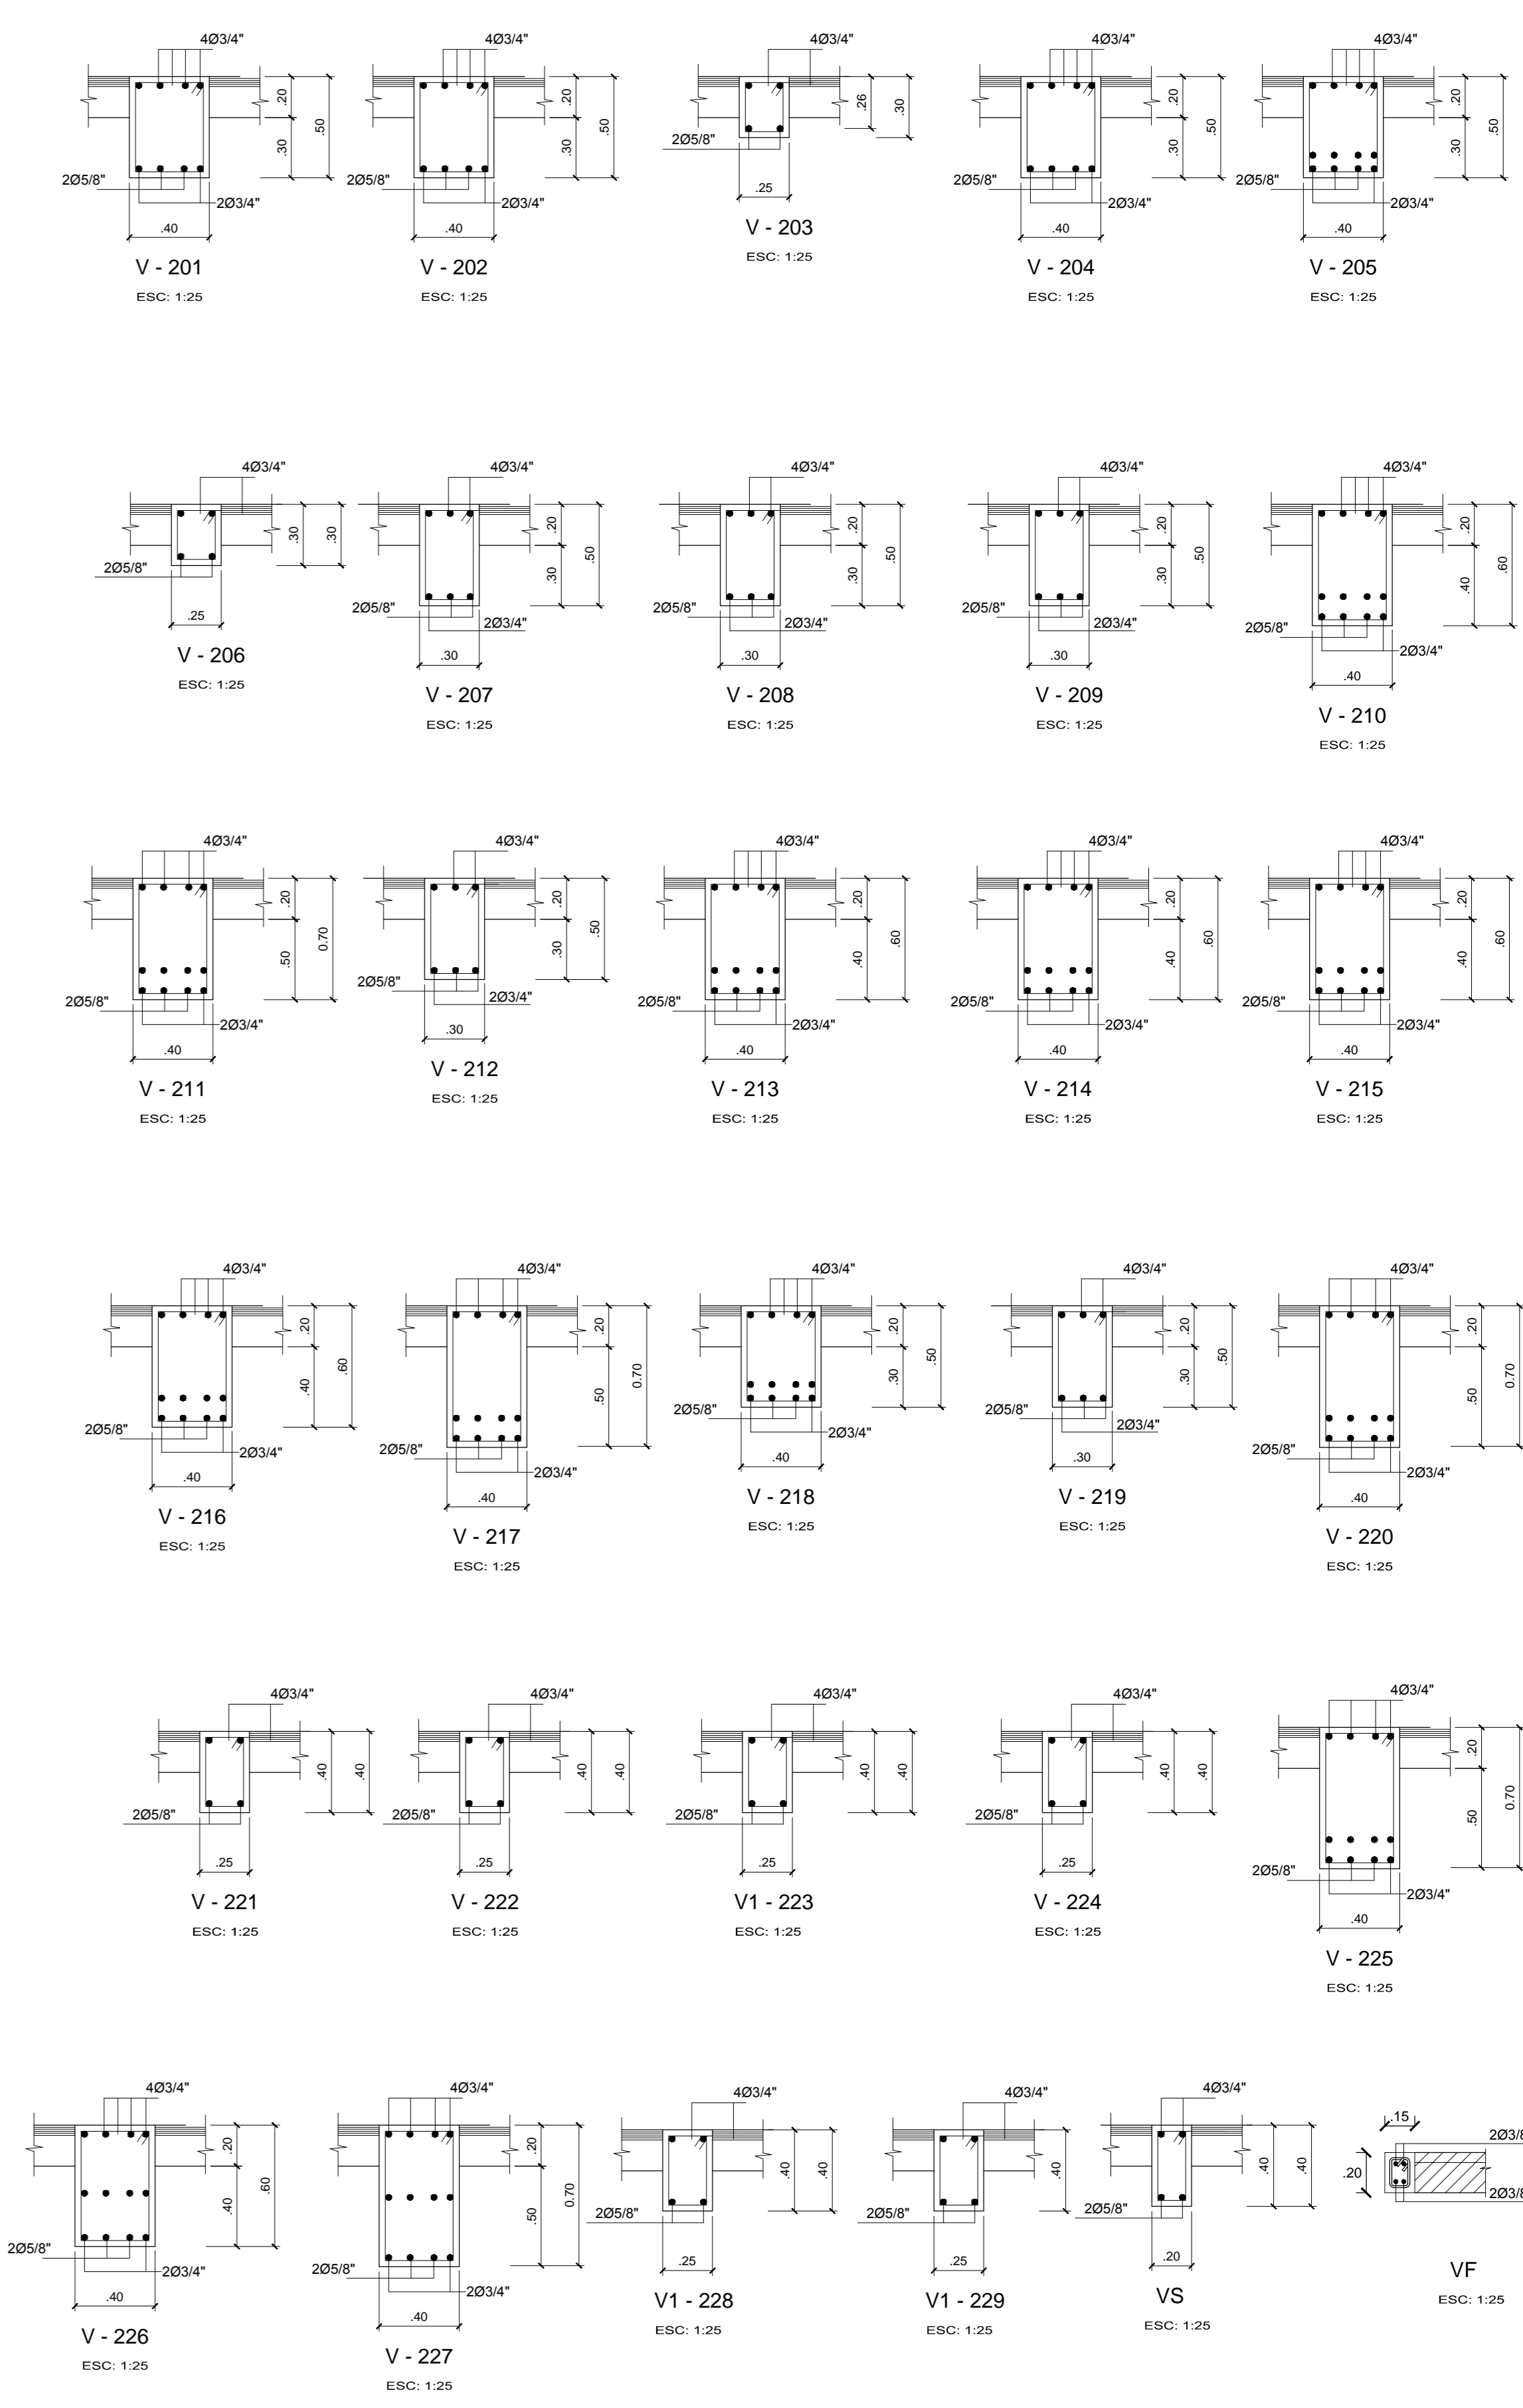 4Ø3/4"
.20
.30
.50
2Ø5/8"
2Ø3/4"
.40
V - 201
ESC: 1:25
4Ø3/4"
.20
.30
.50
2Ø5/8"
2Ø3/4"
.40
V - 202
ESC: 1:25
4Ø3/4"
.26
.30
2Ø5/8"
.25
V - 203
ESC: 1:25
4Ø3/4"
.20
.30
.50
2Ø5/8"
2Ø3/4"
.40
V - 204
ESC: 1:25
4Ø3/4"
.20
.30
.50
2Ø5/8"
2Ø3/4"
.40
V - 205
ESC: 1:25
4Ø3/4"
.30
.30
2Ø5/8"
.25
V - 206
ESC: 1:25
4Ø3/4"
.20
.30
.50
2Ø5/8"
2Ø3/4"
.30
V - 207
ESC: 1:25
4Ø3/4"
.20
.30
.50
2Ø5/8"
2Ø3/4"
.30
V - 208
ESC: 1:25
4Ø3/4"
.20
.30
.50
2Ø5/8"
2Ø3/4"
.30
V - 209
ESC: 1:25
4Ø3/4"
.20
.40
.60
2Ø5/8"
2Ø3/4"
.40
V - 210
ESC: 1:25
4Ø3/4"
.20
.50
0.70
2Ø5/8"
2Ø3/4"
.40
V - 211
ESC: 1:25
4Ø3/4"
.20
.30
.50
2Ø5/8"
2Ø3/4"
.30
V - 212
ESC: 1:25
4Ø3/4"
.20
.40
.60
2Ø5/8"
2Ø3/4"
.40
V - 213
ESC: 1:25
4Ø3/4"
.20
.40
.60
2Ø5/8"
2Ø3/4"
.40
V - 214
ESC: 1:25
4Ø3/4"
.20
.40
.60
2Ø5/8"
2Ø3/4"
.40
V - 215
ESC: 1:25
4Ø3/4"
.20
.40
.60
2Ø5/8"
2Ø3/4"
.40
V - 216
ESC: 1:25
4Ø3/4"
.20
.50
0.70
2Ø5/8"
2Ø3/4"
.40
V - 217
ESC: 1:25
4Ø3/4"
.20
.30
.50
2Ø5/8"
2Ø3/4"
.40
V - 218
ESC: 1:25
4Ø3/4"
.20
.30
.50
2Ø5/8"
2Ø3/4"
.30
V - 219
ESC: 1:25
4Ø3/4"
.20
.50
0.70
2Ø5/8"
2Ø3/4"
.40
V - 220
ESC: 1:25
4Ø3/4"
.40
.40
2Ø5/8"
.25
V - 221
ESC: 1:25
4Ø3/4"
.40
.40
2Ø5/8"
.25
V - 222
ESC: 1:25
4Ø3/4"
.40
.40
2Ø5/8"
.25
V1 - 223
ESC: 1:25
4Ø3/4"
.40
.40
2Ø5/8"
.25
V - 224
ESC: 1:25
4Ø3/4"
.20
.50
0.70
2Ø5/8"
2Ø3/4"
.40
V - 225
ESC: 1:25
4Ø3/4"
.20
.40
.60
2Ø5/8"
2Ø3/4"
.40
V - 226
ESC: 1:25
4Ø3/4"
.20
.50
0.70
2Ø5/8"
2Ø3/4"
.40
V - 227
ESC: 1:25
4Ø3/4"
.40
.40
2Ø5/8"
.25
V1 - 228
ESC: 1:25
4Ø3/4"
.40
2Ø5/8"
.25
V1 - 229
ESC: 1:25
4Ø3/4"
.40
.40
2Ø5/8"
.20
VS
ESC: 1:25
.15
2Ø3/8
.20
2Ø3/8
VF
ESC: 1:25